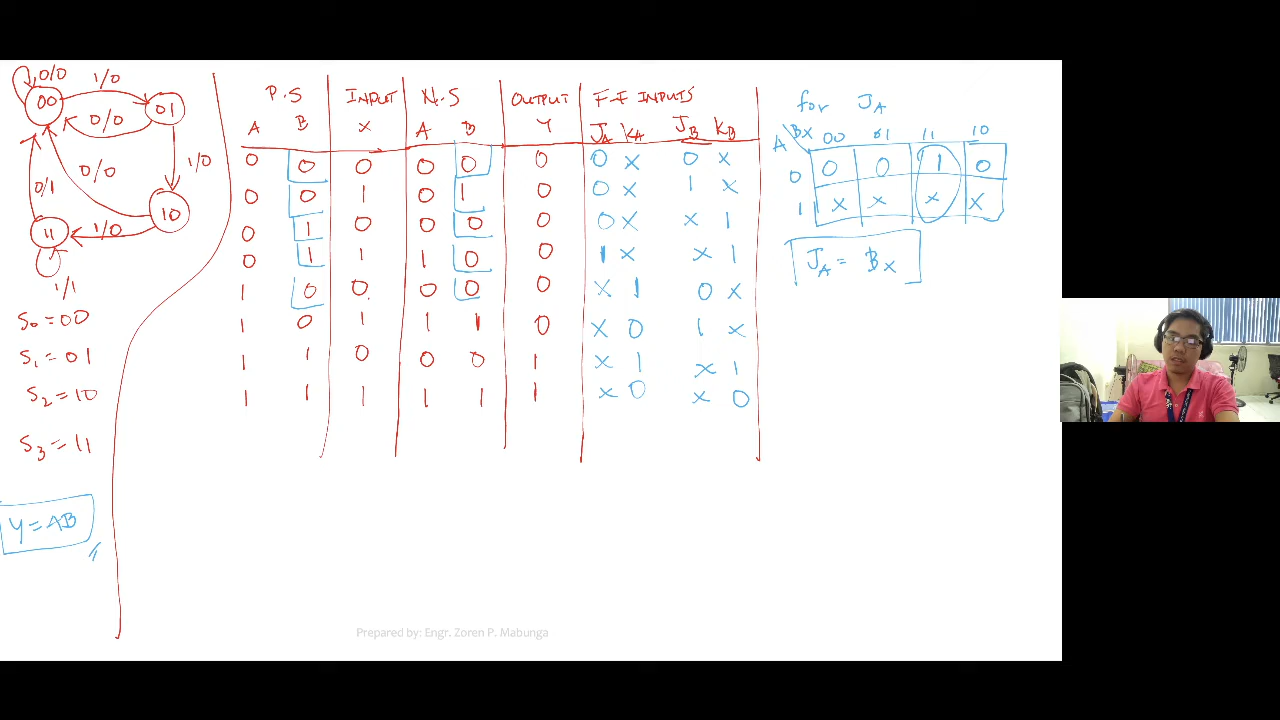 0/0
1/0
00
01
0/0
1/0
0/0
0/1
10
11
1/0
1/1
S0=00
S1=01
S2=10
S3=11
Y=AB
P.S INPUT N.S OUTPUT F-F INPUTS
A B X A B Y JA KA JB KB
0 0 0 0 0 0 0 X 0 X
0 0 1 0 1 0 0 X 1 X
0 1 0 0 0 0 0 X X 1
0 1 1 1 0 0 1 X X 1
1 0 0 0 0 0 X 1 0 X
1 0 1 1 1 0 X 0 1 X
1 1 0 0 0 1 X 1 X 1
1 1 1 1 1 1 X 0 X 0
for JA
A BX 00 01 11 10
0 0 0 1 0
1 X X X X
JA = BX
Prepared by: Engr. Zoren P. Mabunga